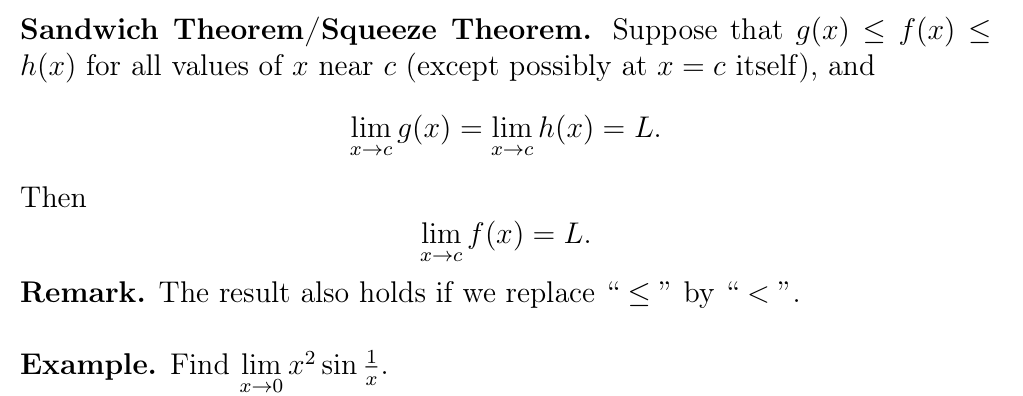 Sandwich Theorem/Squeeze Theorem. Suppose that g(x) ≤ f(x) ≤
h(x) for all values of x near c (except possibly at x = c itself), and
lim_{x→c} g(x) = lim_{x→c} h(x) = L.
Then
lim_{x→c} f(x) = L.
Remark. The result also holds if we replace “ ≤ ” by “ < ”.
Example. Find lim_{x→0} x² sin 1/x.